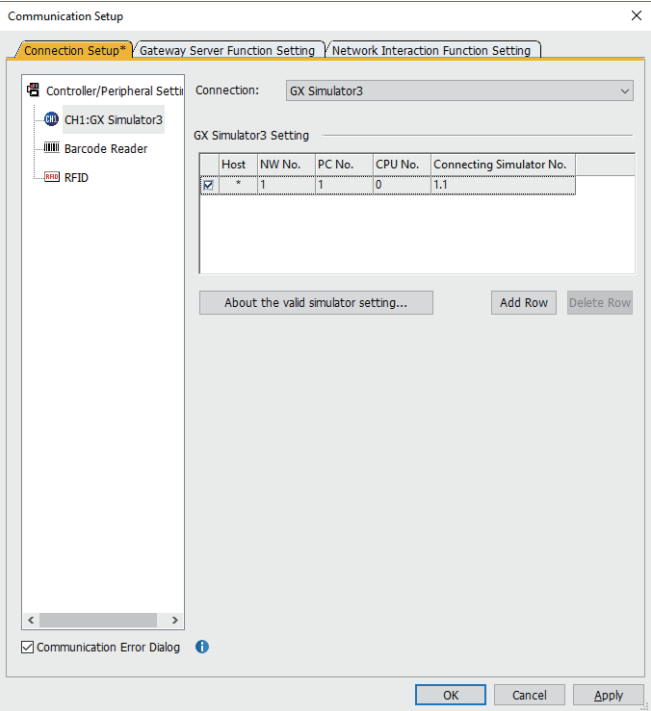 Communication Setup
Connection Setup* Gateway Server Function Setting Network Interaction Function Setting
Controller/Peripheral Setti
CH1 CH1:GX Simulator3
Barcode Reader
RFID RFID
Connection: GX Simulator3
GX Simulator3 Setting
Host NW No. PC No. CPU No. Connecting Simulator No.
* 1 1 0 1.1
About the valid simulator setting... Add Row Delete Row
Communication Error Dialog
OK Cancel Apply